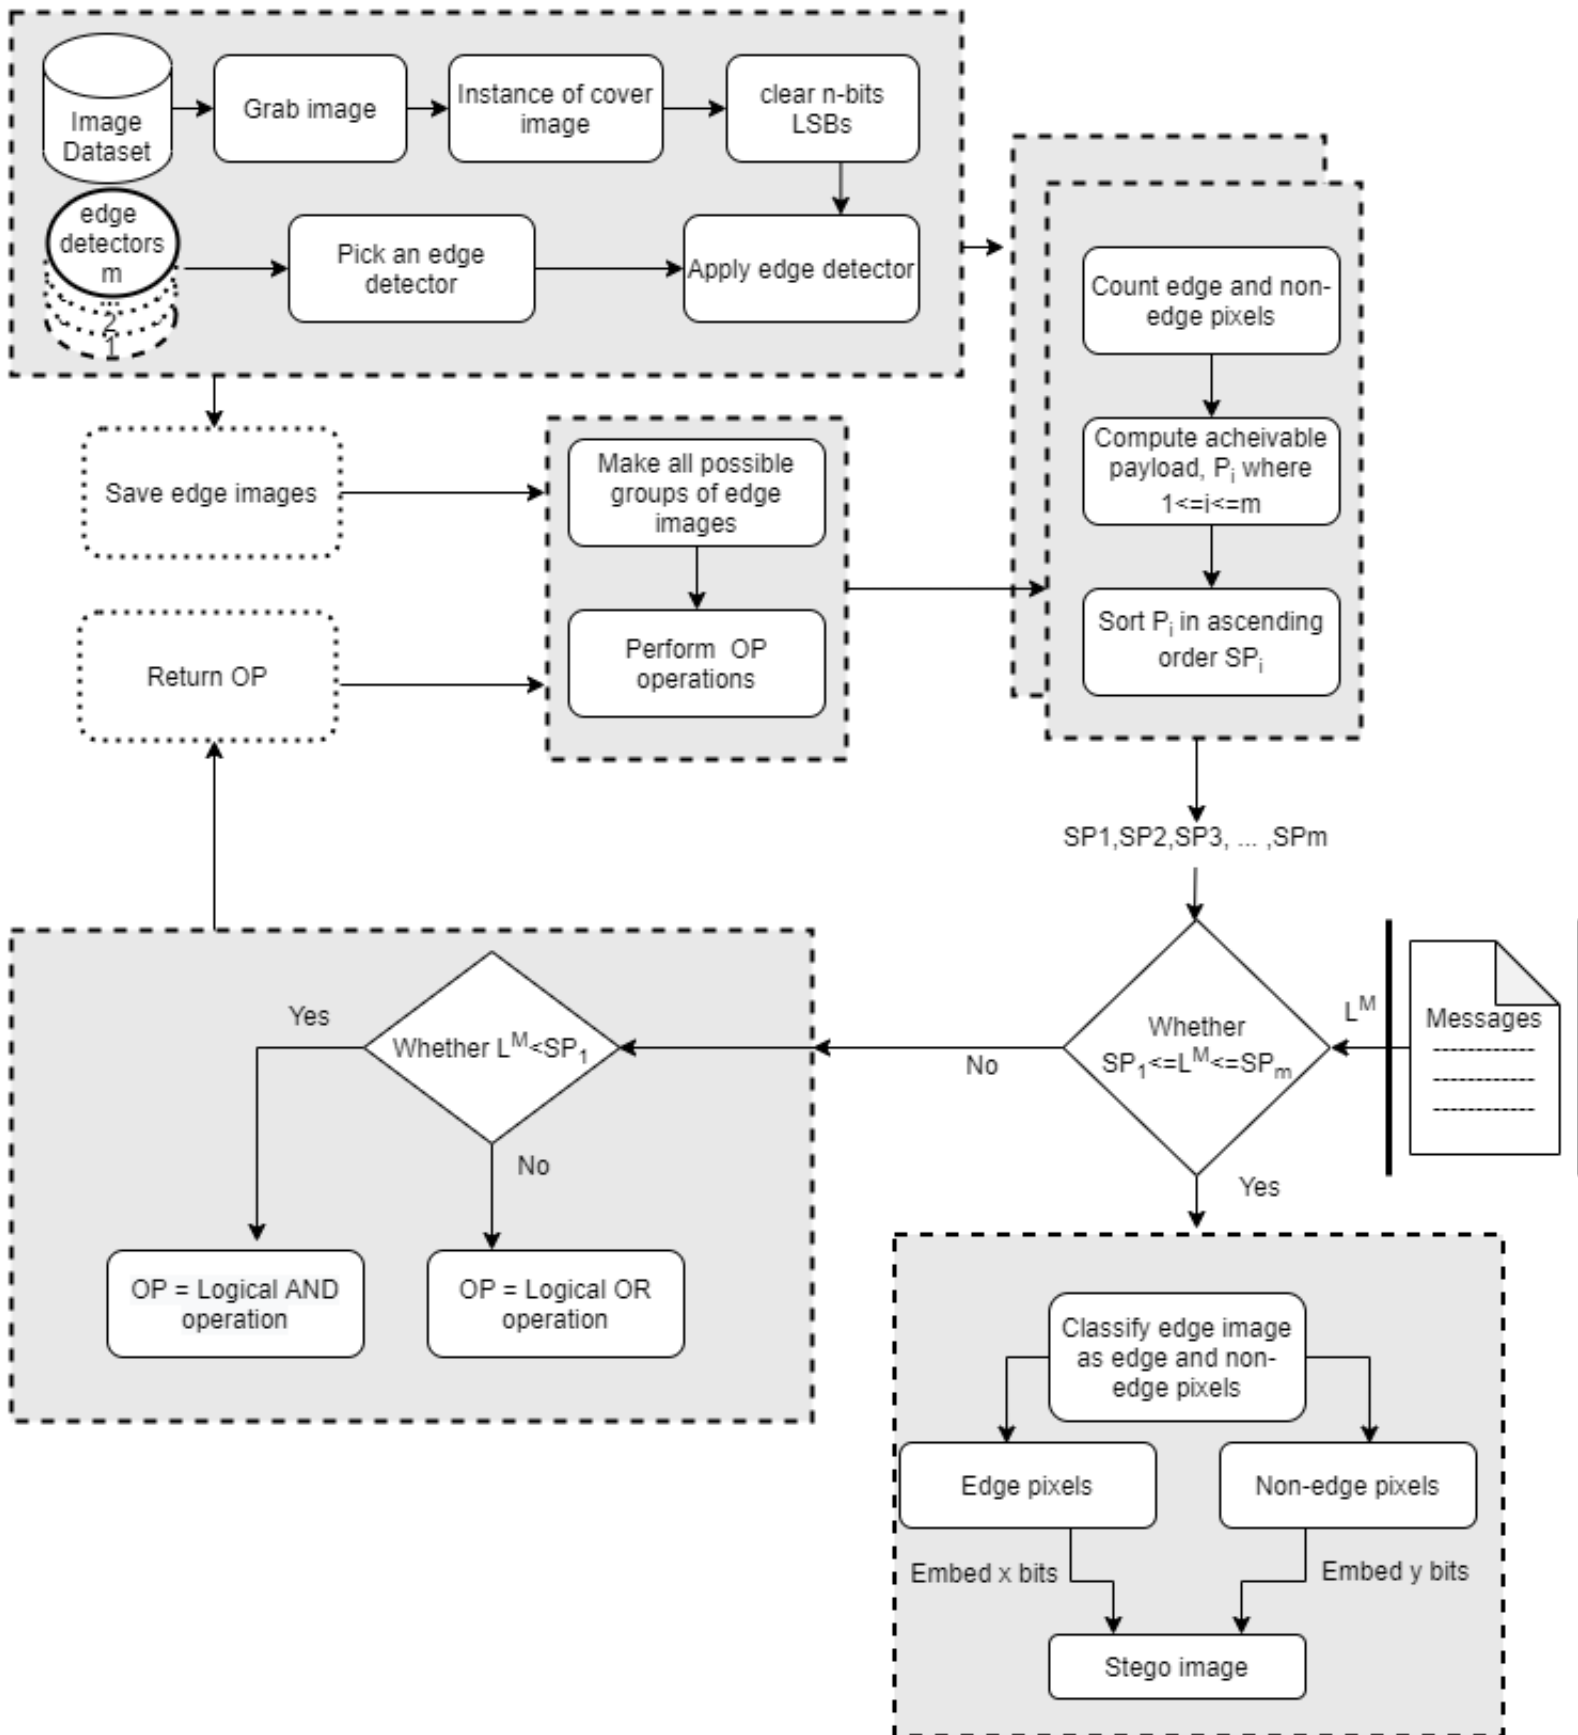 Image
Dataset
Grab image
Instance of cover
image
clear n-bits
LSBs
edge
detectors
m
...
2
1
Pick an edge
detector
Apply edge detector
Count edge and non-
edge pixels
Compute acheivable
payload, Pi where
1<=i<=m
Sort Pi in ascending
order SPi
Save edge images
Make all possible
groups of edge
images
Perform OP
operations
Return OP
SP1,SP2,SP3, ... ,SPm
Whether
SP1<=L^M<=SPm
L^M
Messages
No
Yes
Whether L^M<SP1
Yes
No
OP = Logical AND
operation
OP = Logical OR
operation
Classify edge image
as edge and non-
edge pixels
Edge pixels
Non-edge pixels
Embed x bits
Embed y bits
Stego image